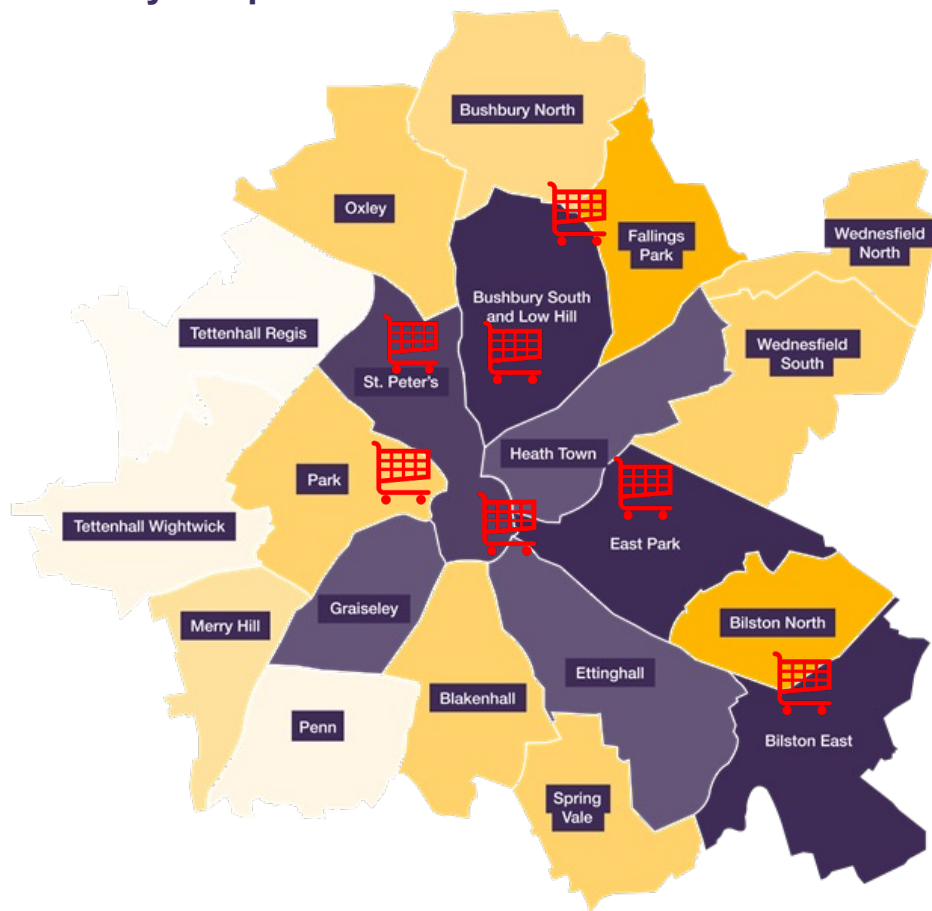 Bushbury North
Oxley
Fallings
Park
Wednesfield
North
Bushbury South
and Low Hill
Tettenhall Regis
Wednesfield
South
St. Peter's
Heath Town
Park
Tettenhall Wightwick
East Park
Graiseley
Merry Hill
Bilston North
Ettinghall
Blakenhall
Penn
Bilston East
Spring
Vale